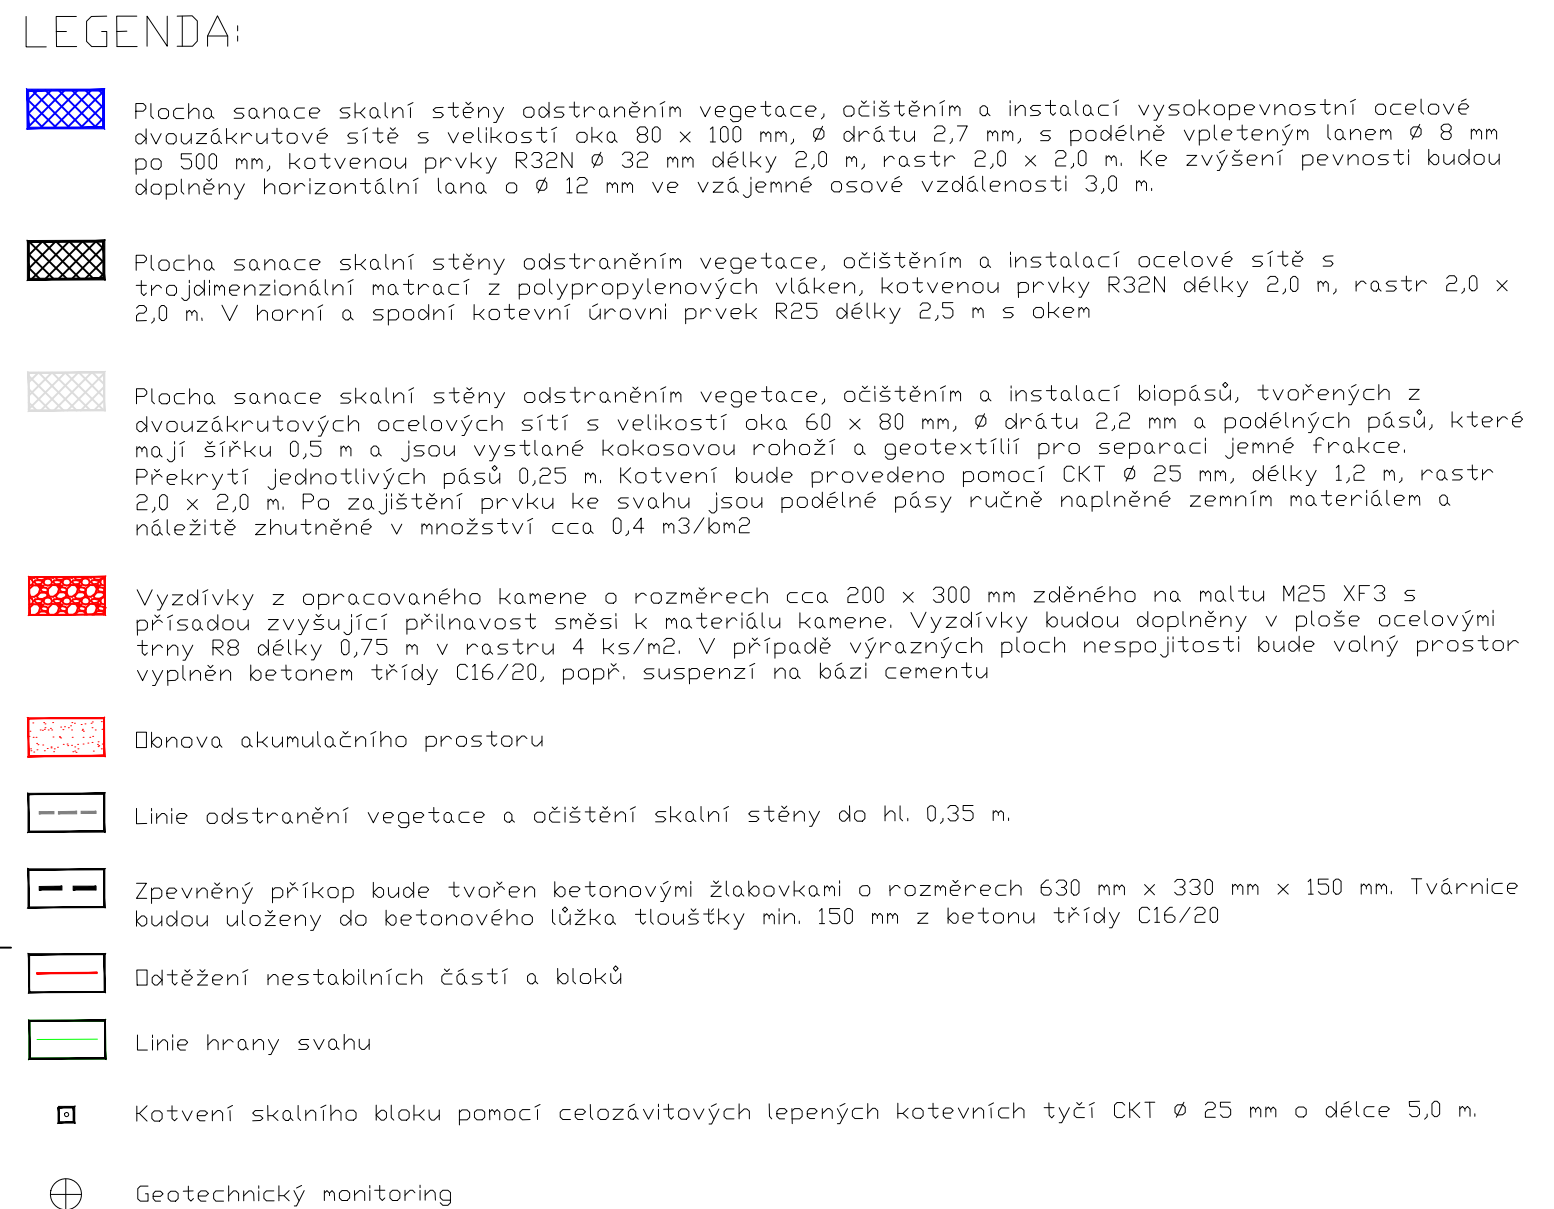 LEGENDA:
Plocha sanace skalní stěny odstraněním vegetace, očištěním a instalací vysokopevnostní ocelové
dvouzákrutové sítě s velikostí oka 80 x 100 mm, Ø drátu 2,7 mm, s podélně vpleteným lanem Ø 8 mm
po 500 mm, kotvenou prvky R32N Ø 32 mm délky 2,0 m, rastr 2,0 x 2,0 m. Ke zvýšení pevnosti budou
doplněny horizontální lana o Ø 12 mm ve vzájemné osové vzdálenosti 3,0 m.
Plocha sanace skalní stěny odstraněním vegetace, očištěním a instalací ocelové sítě s
trojdimenzionální matrací z polypropylenových vláken, kotvenou prvky R32N délky 2,0 m, rastr 2,0 x
2,0 m. V horní a spodní kotevní úrovni prvek R25 délky 2,5 m s okem
Plocha sanace skalní stěny odstraněním vegetace, očištěním a instalací biopásů, tvořených z
dvouzákrutových ocelových sítí s velikostí oka 60 x 80 mm, Ø drátu 2,2 mm a podélných pásů, které
mají šířku 0,5 m a jsou vystlané kokosovou rohoží a geotextílií pro separaci jemné frakce.
Překrytí jednotlivých pásů 0,25 m. Kotvení bude provedeno pomocí CKT Ø 25 mm, délky 1,2 m, rastr
2,0 x 2,0 m. Po zajištění prvku ke svahu jsou podélné pásy ručně naplněné zemním materiálem a
náležitě zhutněné v množství cca 0,4 m3/bm2
Vyzdívky z opracovaného kamene o rozměrech cca 200 x 300 mm zděného na maltu M25 XF3 s
přísadou zvyšující přilnavost směsi k materiálu kamene. Vyzdívky budou doplněny v ploše ocelovými
trny R8 délky 0,75 m v rastru 4 ks/m2. V případě výrazných ploch nespojitosti bude volný prostor
vyplněn betonem třídy C16/20, popř. suspenzí na bázi cementu
Obnova akumulačního prostoru
Linie odstranění vegetace a očištění skalní stěny do hl. 0,35 m.
Zpevněný příkop bude tvořen betonovými žlabovkami o rozměrech 630 mm x 330 mm x 150 mm. Tvárnice
budou uloženy do betonového lůžka tloušťky min. 150 mm z betonu třídy C16/20
Odtěžení nestabilních částí a bloků
Linie hrany svahu
Kotvení skalního bloku pomocí celozávitových lepených kotevních tyčí CKT Ø 25 mm o délce 5,0 m.
Geotechnický monitoring